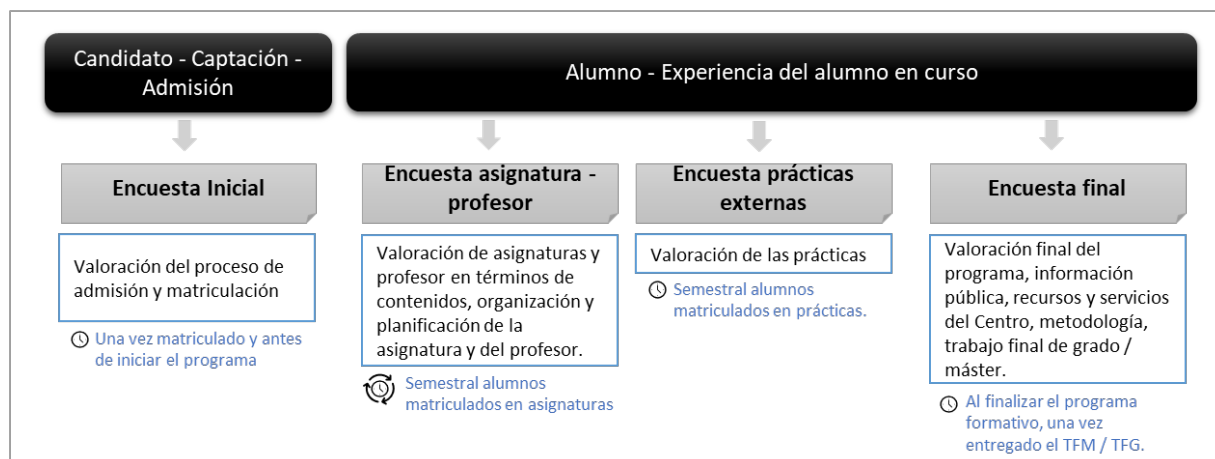 Candidato - Captación -
Admisión
Alumno - Experiencia del alumno en curso
Encuesta Inicial
Valoración del proceso de
admisión y matriculación
Una vez matriculado y antes
de iniciar el programa
Encuesta asignatura -
profesor
Valoración de asignaturas y
profesor en términos de
contenidos, organización y
planificación de la
asignatura y del profesor.
Semestral alumnos
matriculados en asignaturas
Encuesta prácticas
externas
Valoración de las prácticas
Semestral alumnos
matriculados en prácticas.
Encuesta final
Valoración final del
programa, información
pública, recursos y servicios
del Centro, metodología,
trabajo final de grado /
máster.
Al finalizar el programa
formativo, una vez
entregado el TFM / TFG.